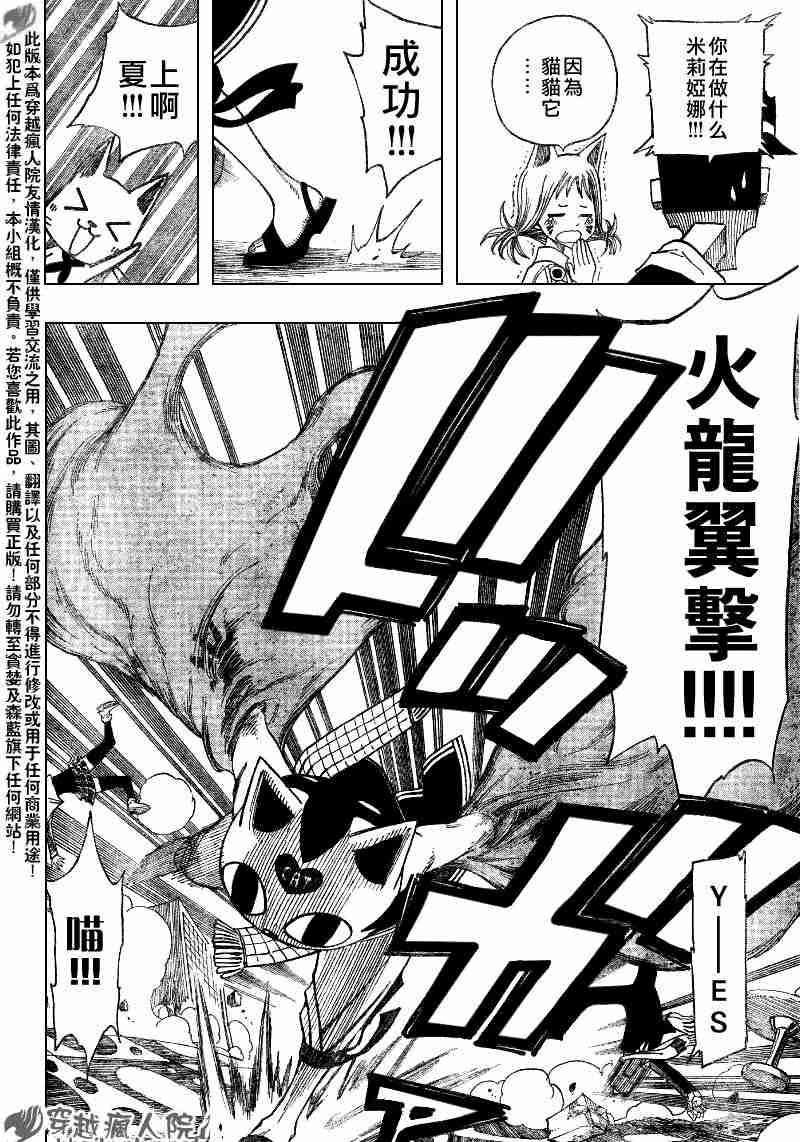 你在做什么
米莉婭娜!!!
因為
貓貓它
……
成功!!!
上啊
夏!!!
火龍翼擊!!!!
Y—ES
喵!!!
CAT
此版本爲穿越瘋人院友情漢化，僅供學習交流之用，其圖、翻譯以及任何部分不得進行修改或用于任何商業用途！
如犯上任何法律責任，本小組概不負責。若您喜歡此作品，請購買正版！請勿轉至貪婪及森藍旗下任何網站！
穿越瘋人院